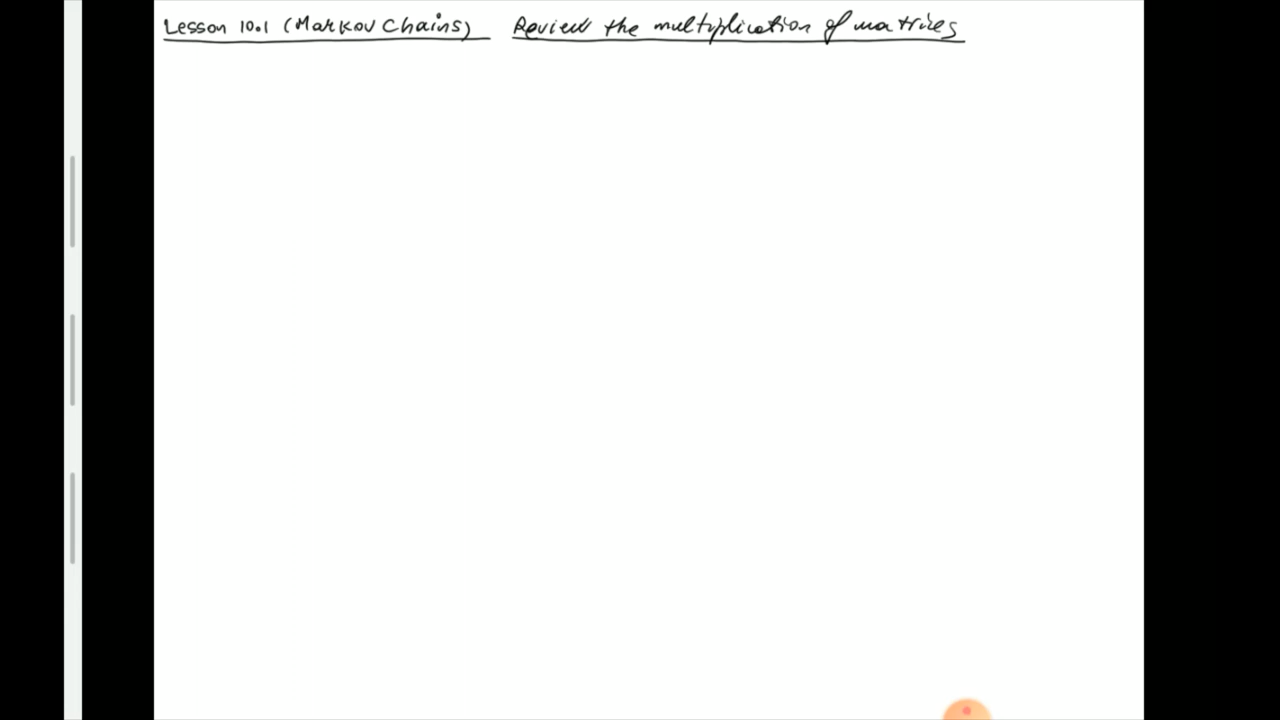 Lesson 10.1 (Markov Chains) Review the multiplication of matrices